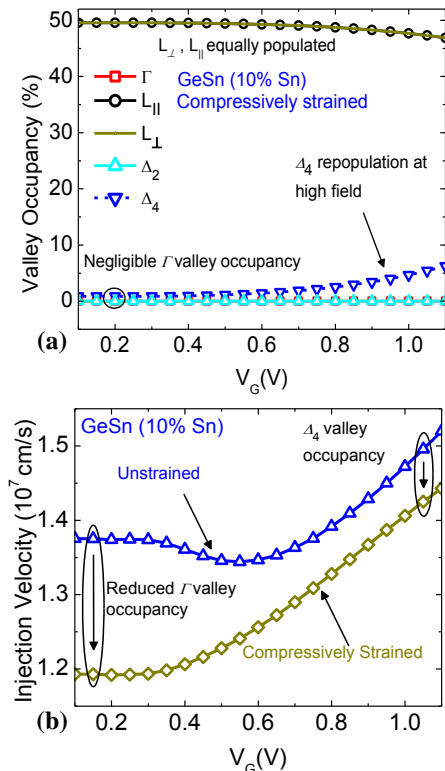 50
L⊥ , L|| equally populated
Γ
GeSn (10% Sn)
L||
Compressively strained
40
L⊥
30
Δ2
Δ4 repopulation at
high field
Δ4
20
10
Negligible Γ valley occupancy
0
Valley Occupancy (%)
0.2 0.4 0.6 0.8 1.0
(a)
VG(V)
GeSn (10% Sn)
1.5
Δ4 valley
occupancy
Unstrained
1.4
1.3
Reduced Γ valley
occupancy
1.2
Compressively Strained
Injection Velocity (10⁷ cm/s)
0.2 0.4 0.6 0.8 1.0
(b)
VG(V)